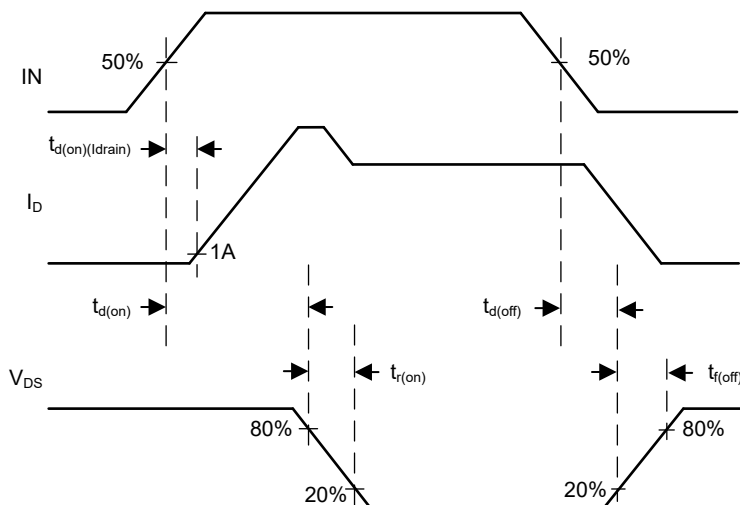 50%
50%
IN
t_d(on)(Idrain)
I_D
1A
t_d(on)
t_d(off)
V_DS
t_r(on)
t_f(off)
80%
80%
20%
20%